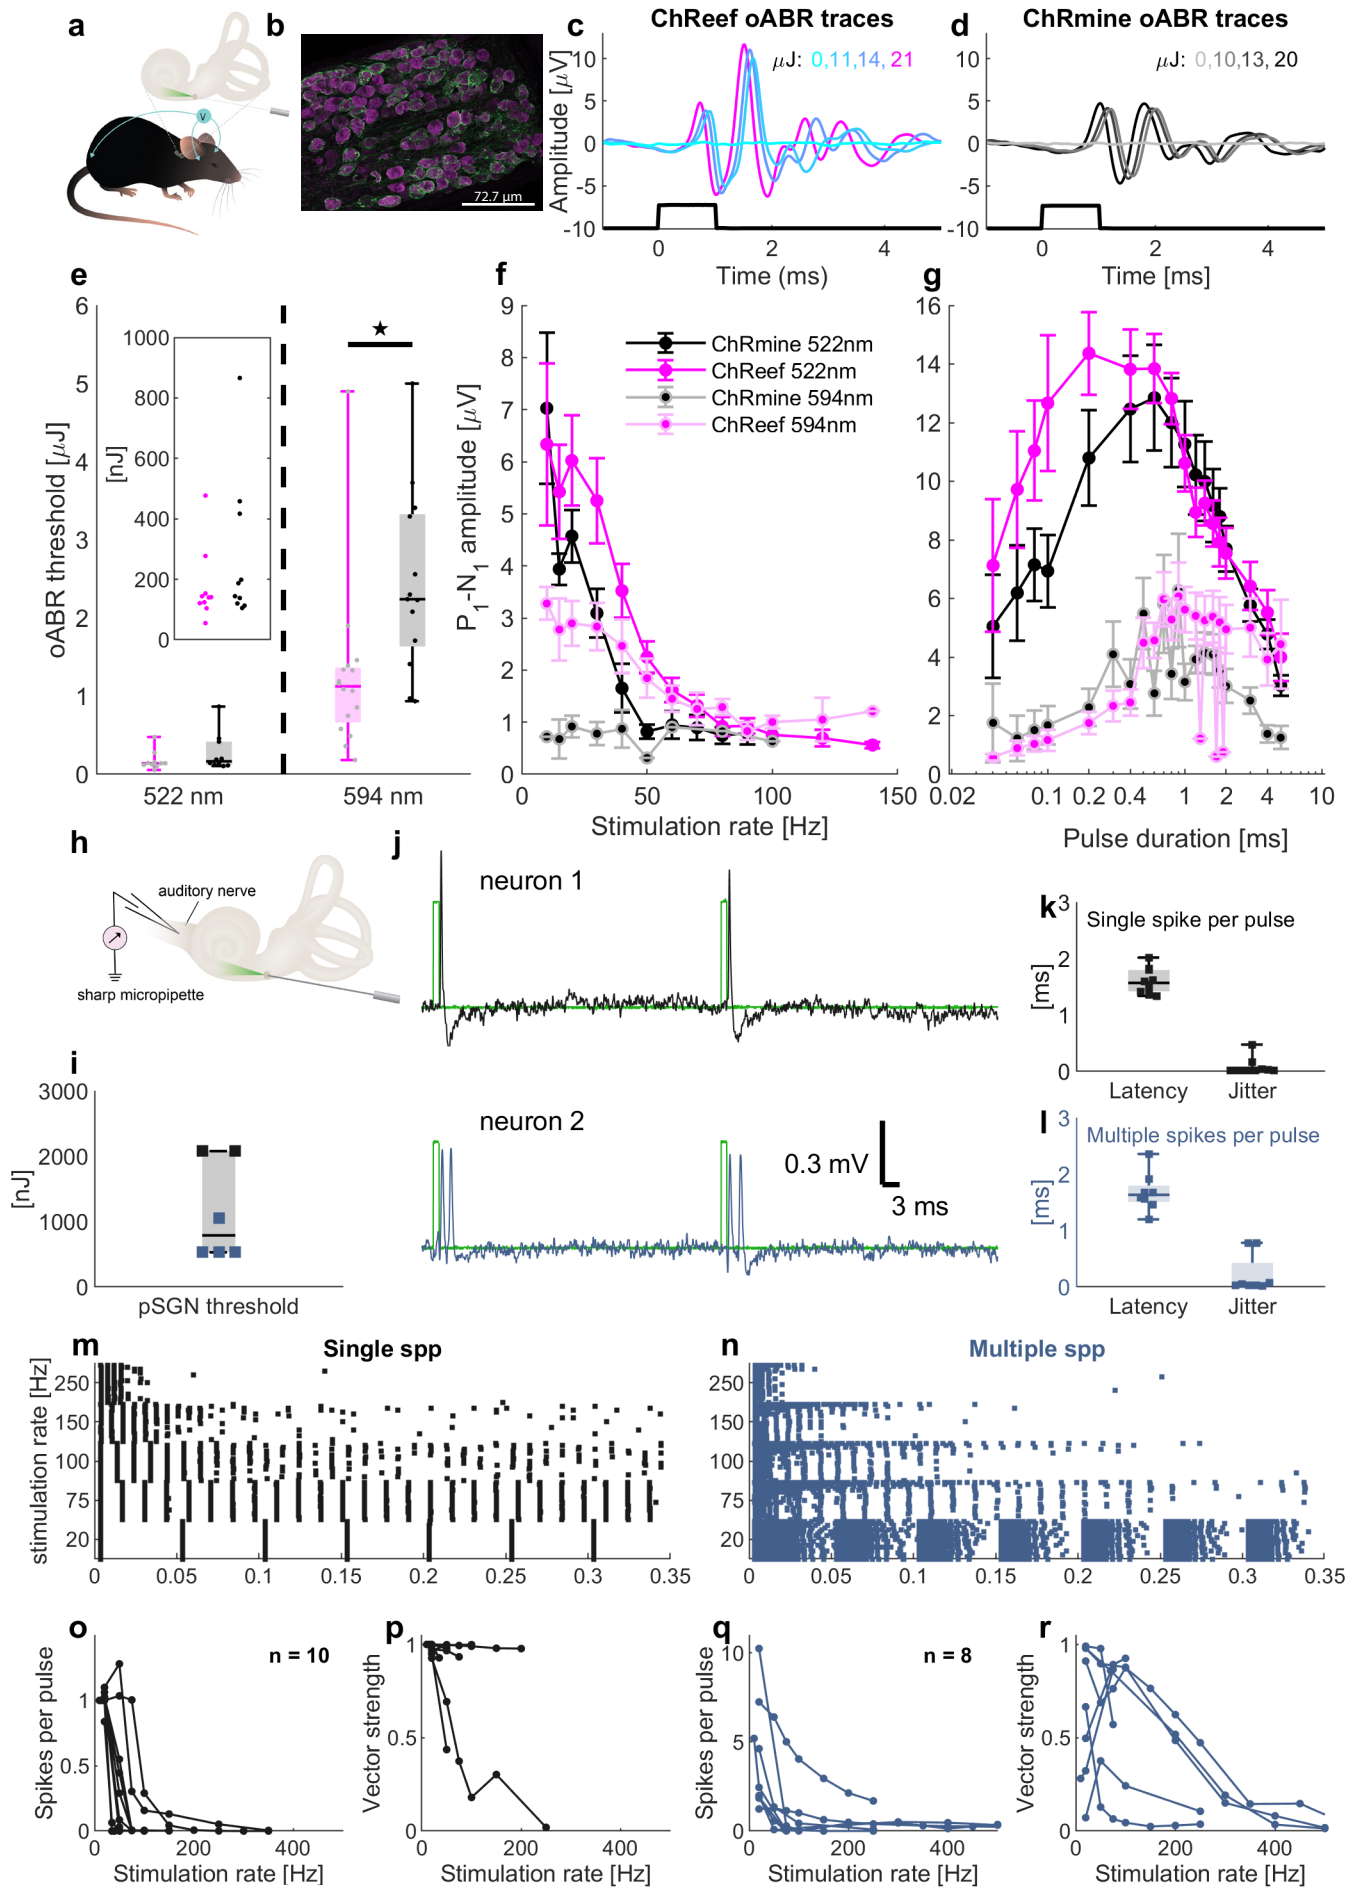 a
b
c
ChReef oABR traces
d
ChRmine oABR traces
V
72.7 µm
Amplitude [µV]
10
5
0
-5
-10
µJ: 0,11,14, 21
0
2
4
Time (ms)
10
5
0
-5
-10
µJ: 0,10,13, 20
0
2
4
Time [ms]
e
oABR threshold [µJ]
6
5
4
3
2
1
0
[nJ]
1000
800
600
400
200
0
★
522 nm
594 nm
f
P1-N1 amplitude [µV]
9
8
7
6
5
4
3
2
1
0
ChRmine 522nm
ChReef 522nm
ChRmine 594nm
ChReef 594nm
0
50
100
150
Stimulation rate [Hz]
g
16
14
12
10
8
6
4
2
0
0.02
0.1
0.2
0.4
1
2
4
10
Pulse duration [ms]
h
auditory nerve
sharp micropipette
i
[nJ]
3000
2000
1000
0
pSGN threshold
j
neuron 1
neuron 2
0.3 mV
3 ms
k
Single spike per pulse
[ms]
3
2
1
0
Latency
Jitter
l
Multiple spikes per pulse
[ms]
3
2
1
0
Latency
Jitter
m
Single spp
stimulation rate [Hz]
250
150
100
75
20
0
0.05
0.1
0.15
0.2
0.25
0.3
0.35
n
Multiple spp
250
150
100
75
20
0
0.05
0.1
0.15
0.2
0.25
0.3
0.35
o
n = 10
Spikes per pulse
1
0.5
0
0
200
400
Stimulation rate [Hz]
p
Vector strength
1
0.5
0
0
200
400
Stimulation rate [Hz]
q
n = 8
Spikes per pulse
10
5
0
0
200
400
Stimulation rate [Hz]
r
Vector strength
1
0.5
0
0
200
400
Stimulation rate [Hz]